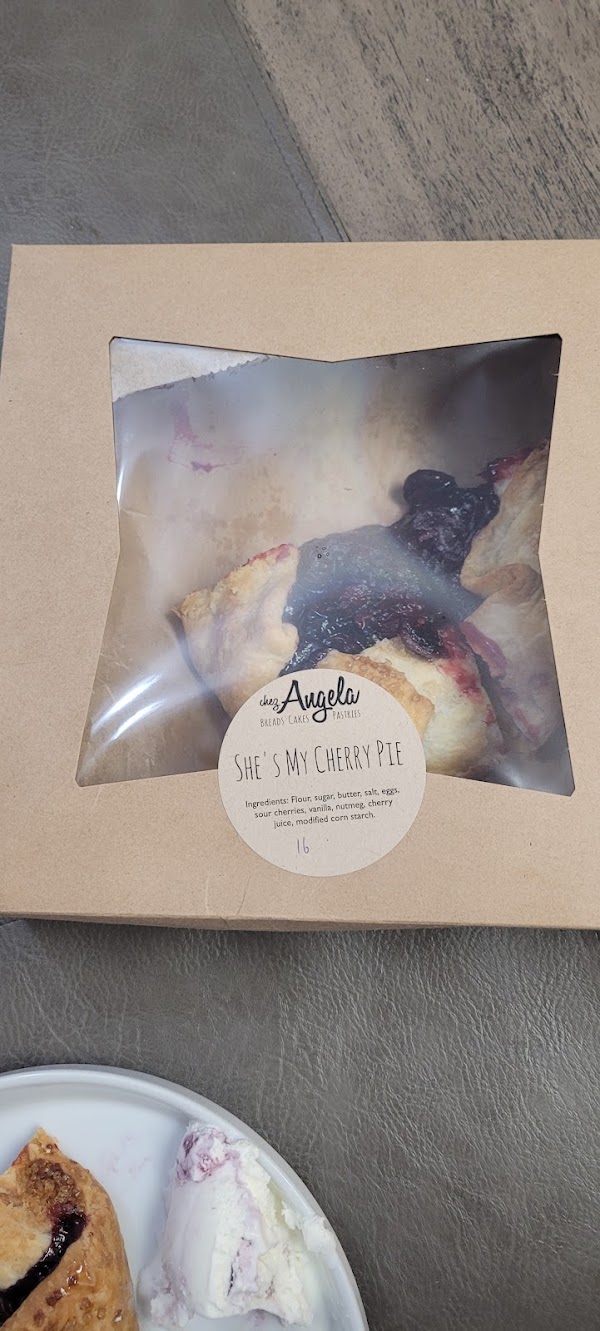 chez Angela
BREADS CAKES PASTRIES
SHE'S MY CHERRY PIE
Ingredients: Flour, sugar, butter, salt, eggs,
sour cherries, vanilla, nutmeg, cherry
juice, modified corn starch.
16